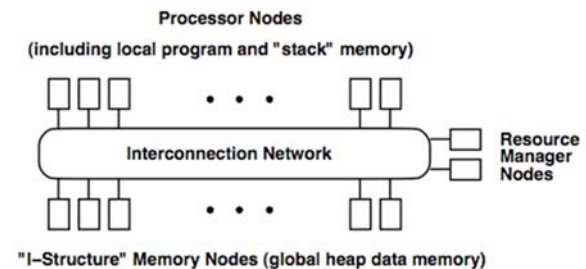 Processor Nodes
(including local program and "stack" memory)
Interconnection Network
Resource
Manager
Nodes
"I–Structure" Memory Nodes (global heap data memory)